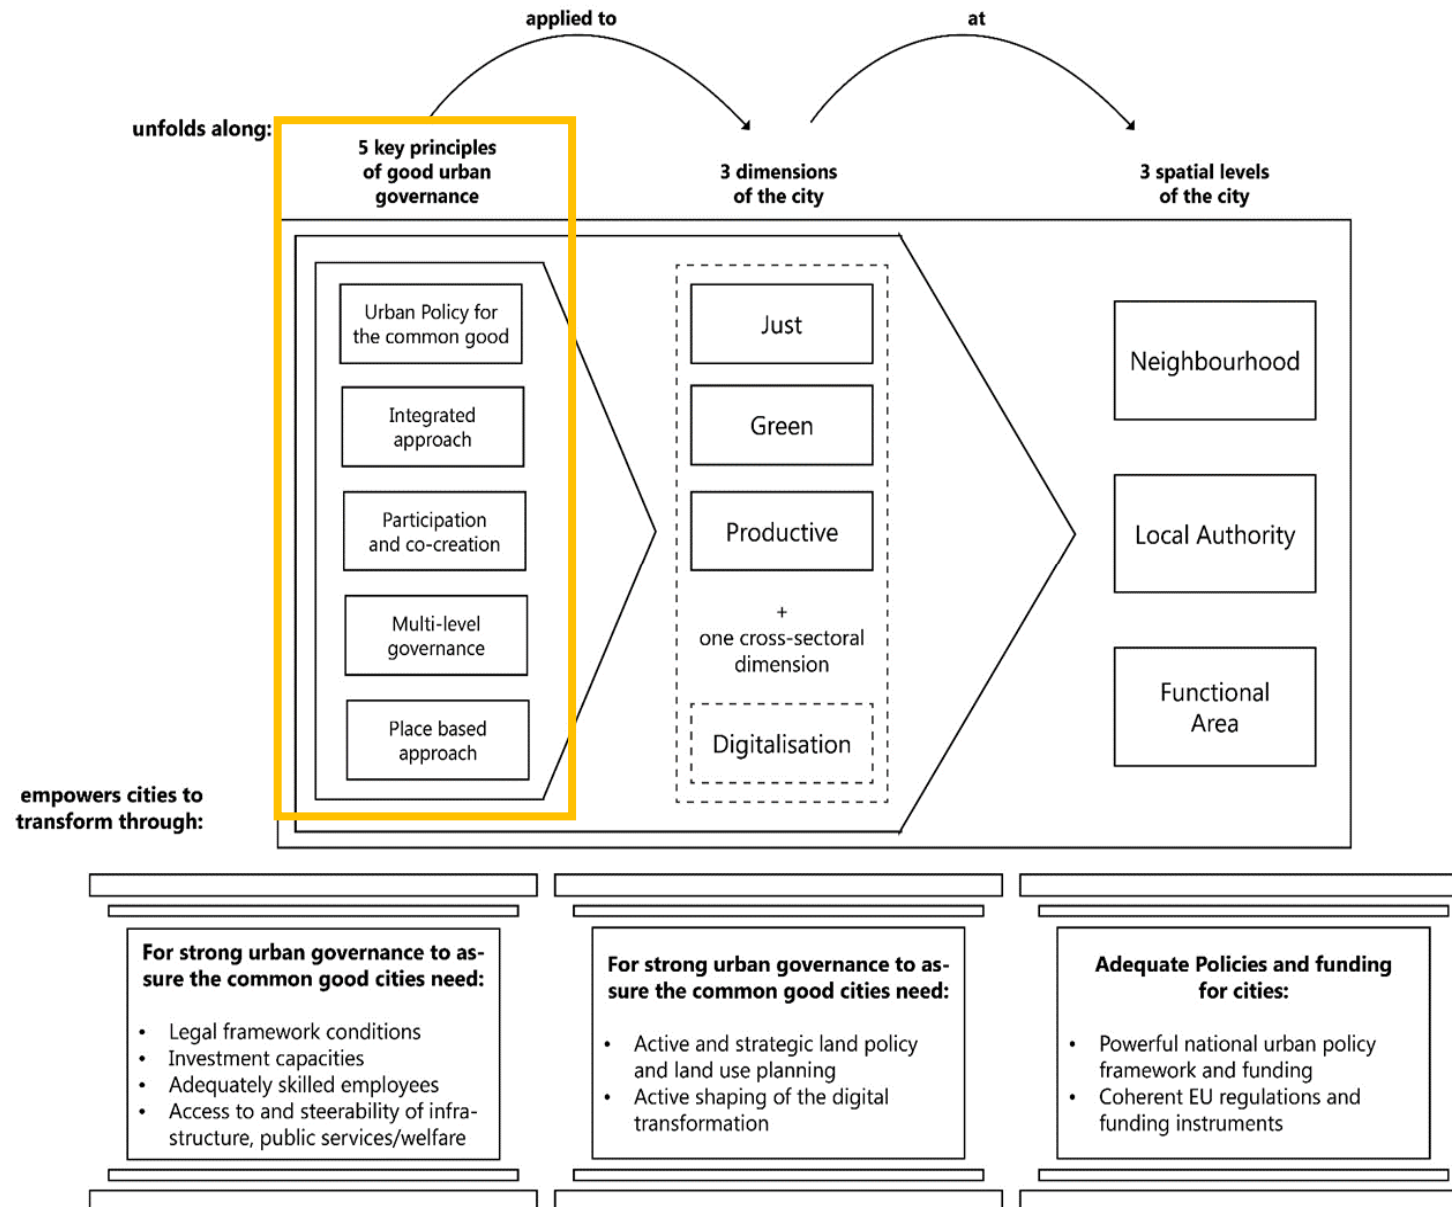 applied to
at
unfolds along:
5 key principles
of good urban
governance
3 dimensions
of the city
3 spatial levels
of the city
Urban Policy for
the common good
Integrated
approach
Participation
and co-creation
Multi-level
governance
Place based
approach
Just
Green
Productive
+
one cross-sectoral
dimension
Digitalisation
Neighbourhood
Local Authority
Functional
Area
empowers cities to
transform through:
For strong urban governance to as-
sure the common good cities need:
• Legal framework conditions
• Investment capacities
• Adequately skilled employees
• Access to and steerability of infra-
structure, public services/welfare
For strong urban governance to as-
sure the common good cities need:
• Active and strategic land policy
and land use planning
• Active shaping of the digital
transformation
Adequate Policies and funding
for cities:
• Powerful national urban policy
framework and funding
• Coherent EU regulations and
funding instruments